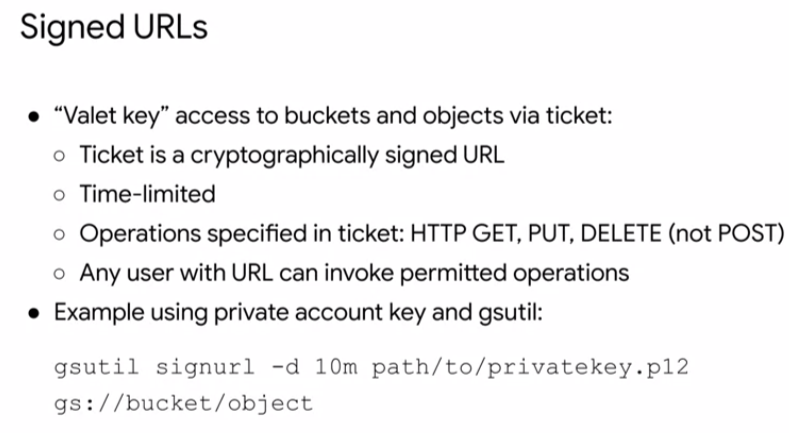 Signed URLs
● “Valet key” access to buckets and objects via ticket:
○ Ticket is a cryptographically signed URL
○ Time-limited
○ Operations specified in ticket: HTTP GET, PUT, DELETE (not POST)
○ Any user with URL can invoke permitted operations
● Example using private account key and gsutil:
gsutil signurl -d 10m path/to/privatekey.p12
gs://bucket/object